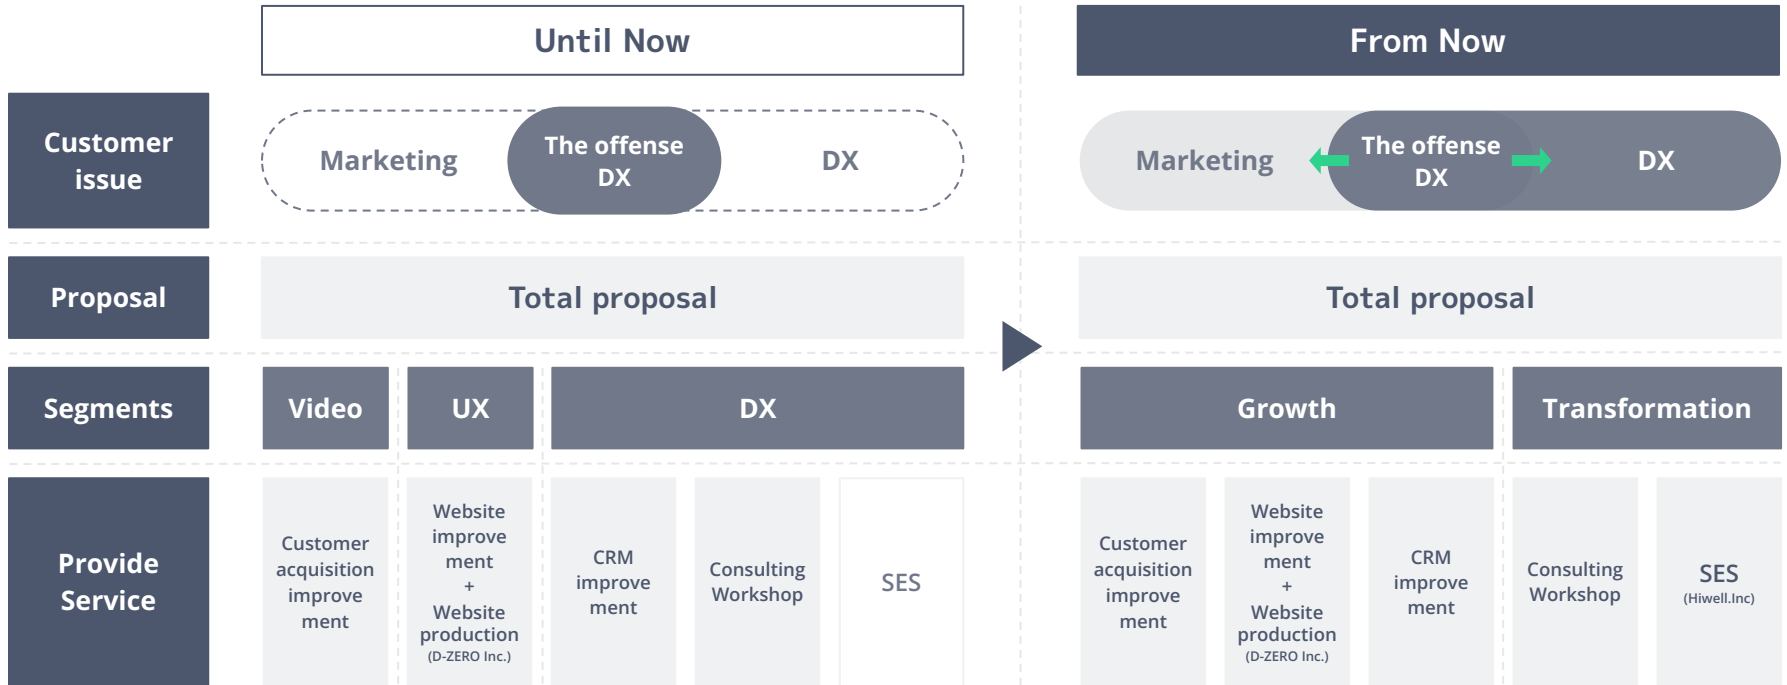 Until Now
From Now
Customer
issue
Marketing
The offense
DX
DX
Marketing
The offense
DX
DX
Proposal
Total proposal
Total proposal
Segments
Video
UX
DX
Growth
Transformation
Provide
Service
Customer
acquisition
improve
ment
Website
improve
ment
+
Website
production
(D-ZERO Inc.)
CRM
improve
ment
Consulting
Workshop
SES
Customer
acquisition
improve
ment
Website
improve
ment
+
Website
production
(D-ZERO Inc.)
CRM
improve
ment
Consulting
Workshop
SES
(Hiwell.Inc)